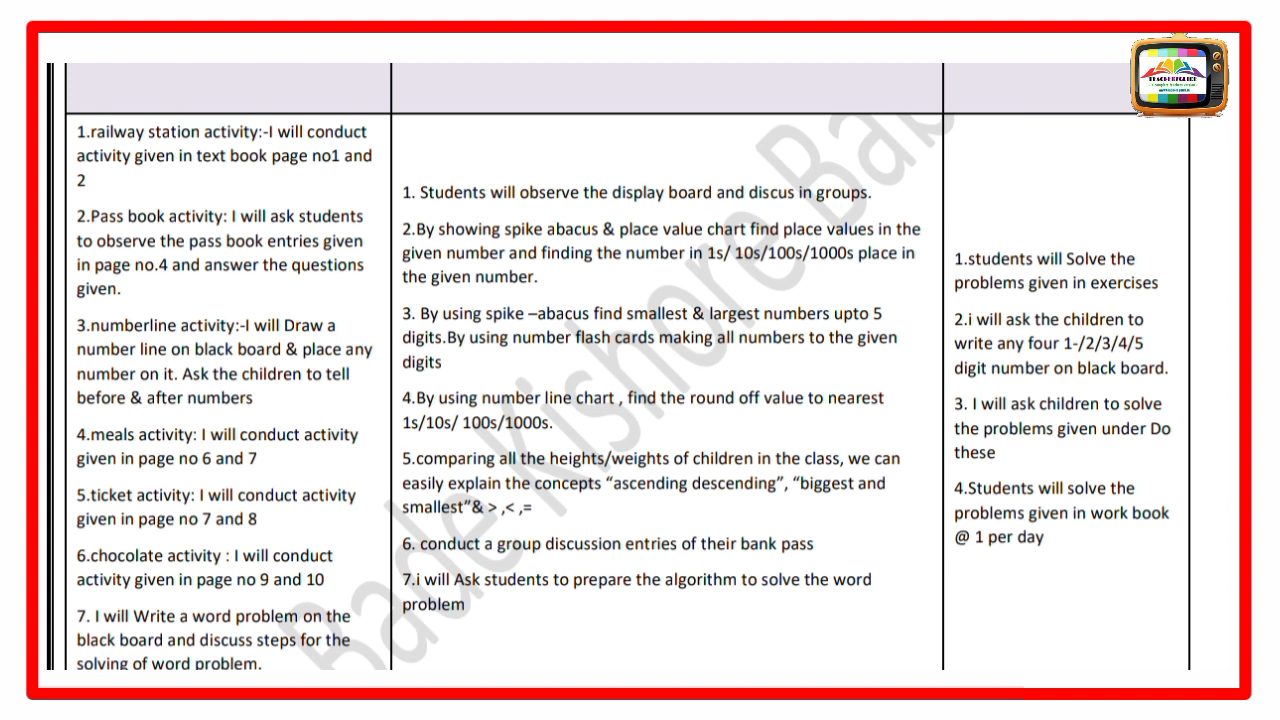 1.railway station activity:-I will conduct
activity given in text book page no1 and
2
2.Pass book activity: I will ask students
to observe the pass book entries given
in page no.4 and answer the questions
given.
3.numberline activity:-I will Draw a
number line on black board & place any
number on it. Ask the children to tell
before & after numbers
4.meals activity: I will conduct activity
given in page no 6 and 7
5.ticket activity: I will conduct activity
given in page no 7 and 8
6.chocolate activity : I will conduct
activity given in page no 9 and 10
7. I will Write a word problem on the
black board and discuss steps for the
solving of word problem.
1. Students will observe the display board and discus in groups.
2.By showing spike abacus & place value chart find place values in the
given number and finding the number in 1s/ 10s/100s/1000s place in
the given number.
3. By using spike –abacus find smallest & largest numbers upto 5
digits.By using number flash cards making all numbers to the given
digits
4.By using number line chart , find the round off value to nearest
1s/10s/ 100s/1000s.
5.comparing all the heights/weights of children in the class, we can
easily explain the concepts “ascending descending”, “biggest and
smallest”& > ,< ,=
6. conduct a group discussion entries of their bank pass
7.i will Ask students to prepare the algorithm to solve the word
problem
1.students will Solve the
problems given in exercises
2.i will ask the children to
write any four 1-/2/3/4/5
digit number on black board.
3. I will ask children to solve
the problems given under Do
these
4.Students will solve the
problems given in work book
@ 1 per day
Bade Kishore Bab